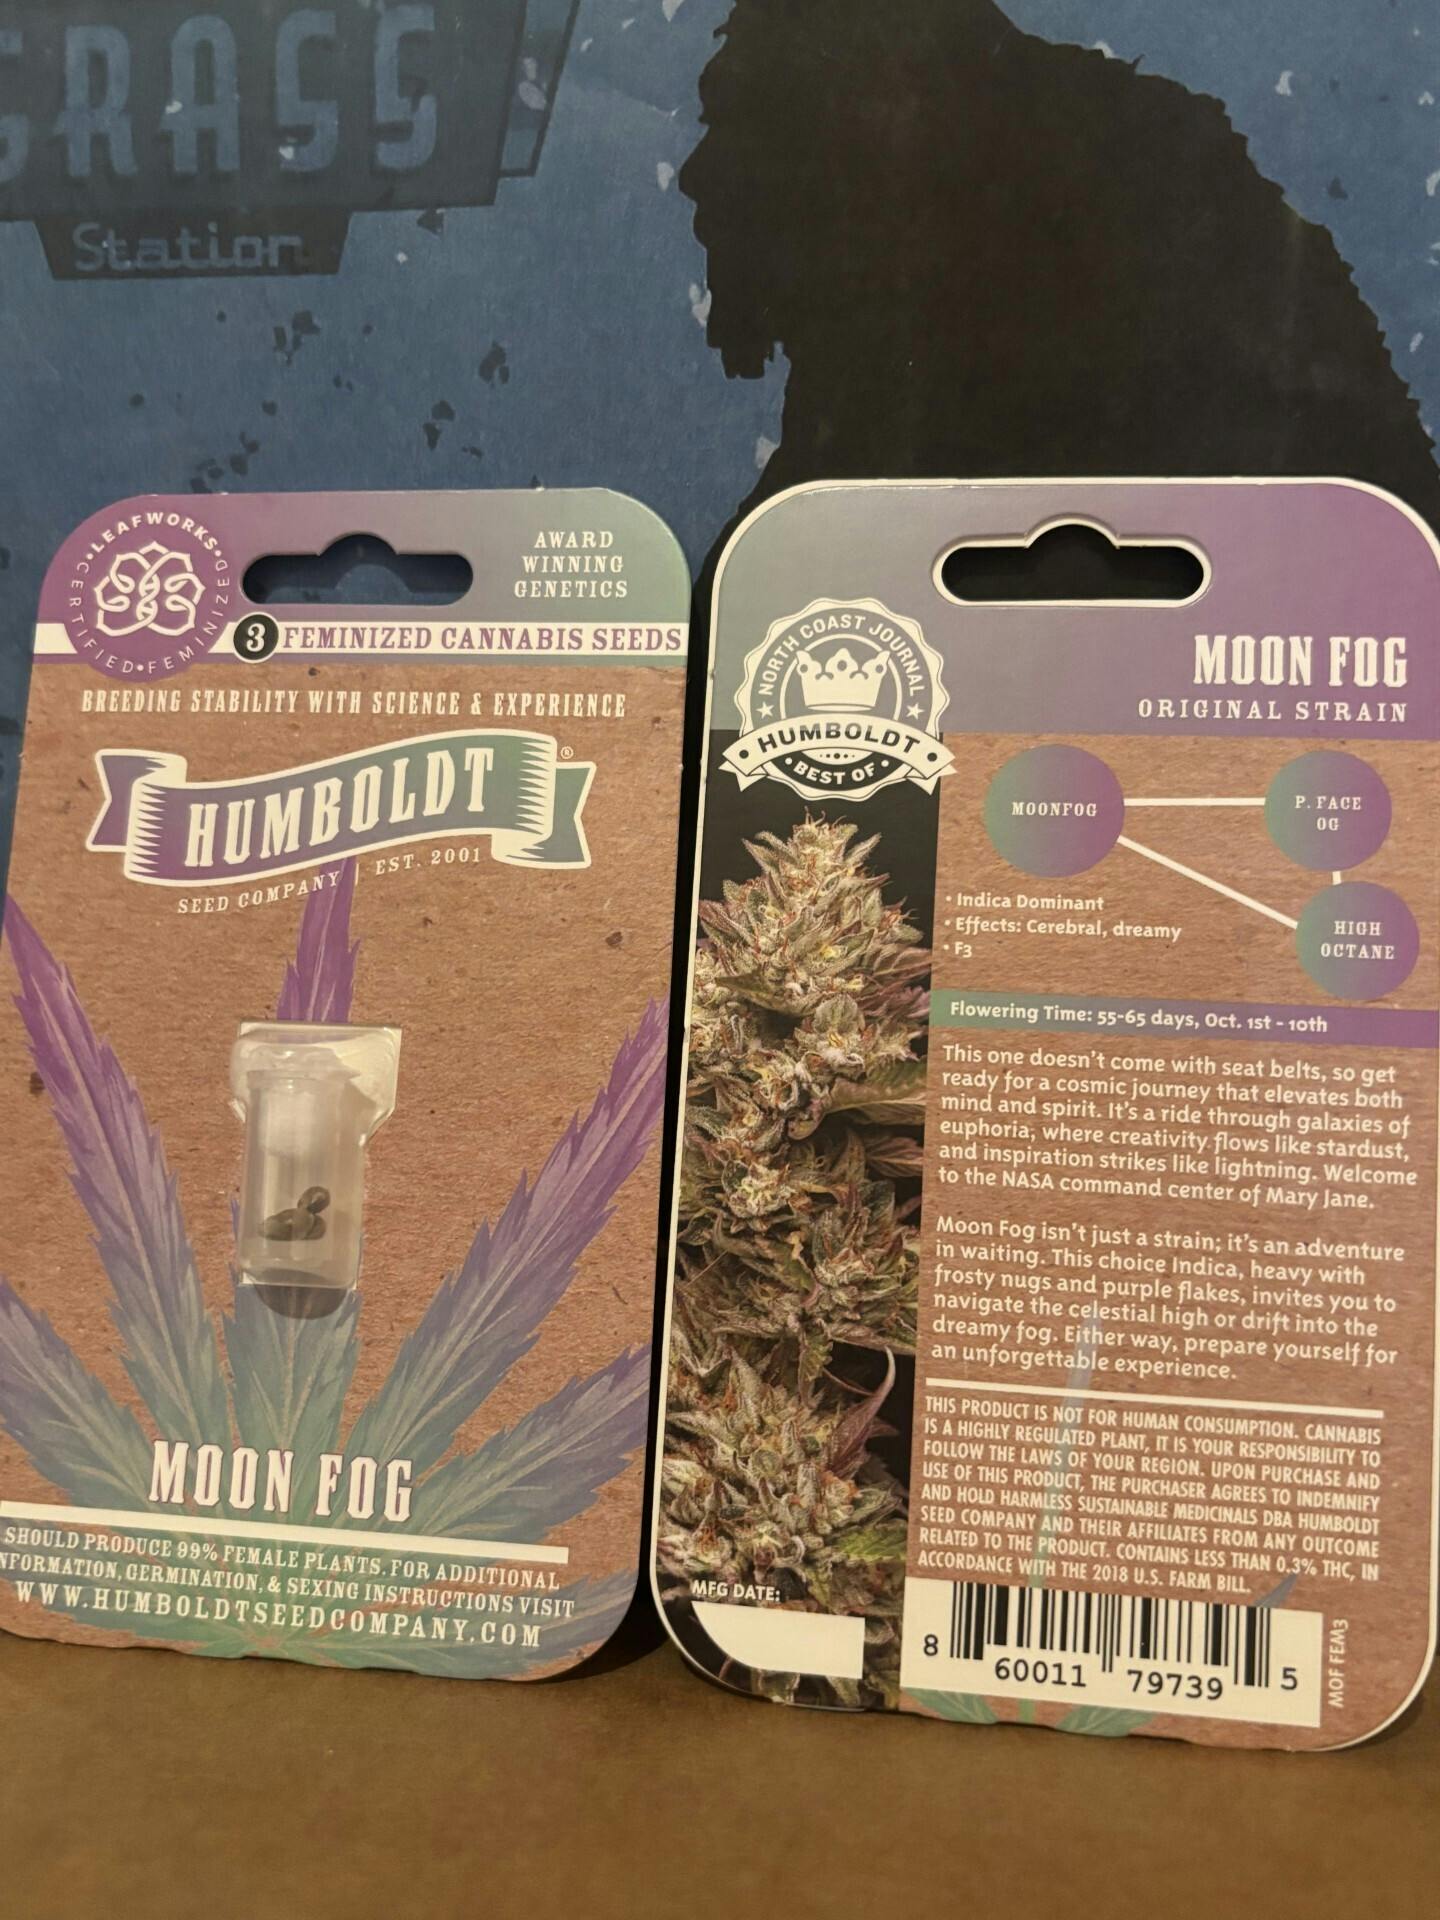 GRASS
Station
LEAFWORKS
CERTIFIED • FEMINIZED
AWARD
WINNING
GENETICS
3 FEMINIZED CANNABIS SEEDS
BREEDING STABILITY WITH SCIENCE & EXPERIENCE
HUMBOLDT®
SEED COMPANY | EST. 2001
MOON FOG
SHOULD PRODUCE 99% FEMALE PLANTS. FOR ADDITIONAL
NFORMATION, GERMINATION, & SEXING INSTRUCTIONS VISIT
WWW.HUMBOLDTSEEDCOMPANY.COM
NORTH COAST JOURNAL
HUMBOLDT
• BEST OF •
MOON FOG
ORIGINAL STRAIN
MOONFOG
P. FACE
OG
HIGH
OCTANE
• Indica Dominant
• Effects: Cerebral, dreamy
• F3
Flowering Time: 55-65 days, Oct. 1st - 10th
This one doesn't come with seat belts, so get
ready for a cosmic journey that elevates both
mind and spirit. It's a ride through galaxies of
euphoria, where creativity flows like stardust,
and inspiration strikes like lightning. Welcome
to the NASA command center of Mary Jane.
Moon Fog isn't just a strain; it's an adventure
in waiting. This choice Indica, heavy with
frosty nugs and purple flakes, invites you to
navigate the celestial high or drift into the
dreamy fog. Either way, prepare yourself for
an unforgettable experience.
THIS PRODUCT IS NOT FOR HUMAN CONSUMPTION. CANNABIS
IS A HIGHLY REGULATED PLANT, IT IS YOUR RESPONSIBILITY TO
FOLLOW THE LAWS OF YOUR REGION. UPON PURCHASE AND
USE OF THIS PRODUCT, THE PURCHASER AGREES TO INDEMNIFY
AND HOLD HARMLESS SUSTAINABLE MEDICINALS DBA HUMBOLDT
SEED COMPANY AND THEIR AFFILIATES FROM ANY OUTCOME
RELATED TO THE PRODUCT. CONTAINS LESS THAN 0.3% THC, IN
ACCORDANCE WITH THE 2018 U.S. FARM BILL.
MFG DATE:
8 60011 79739 5
MOF FEM3